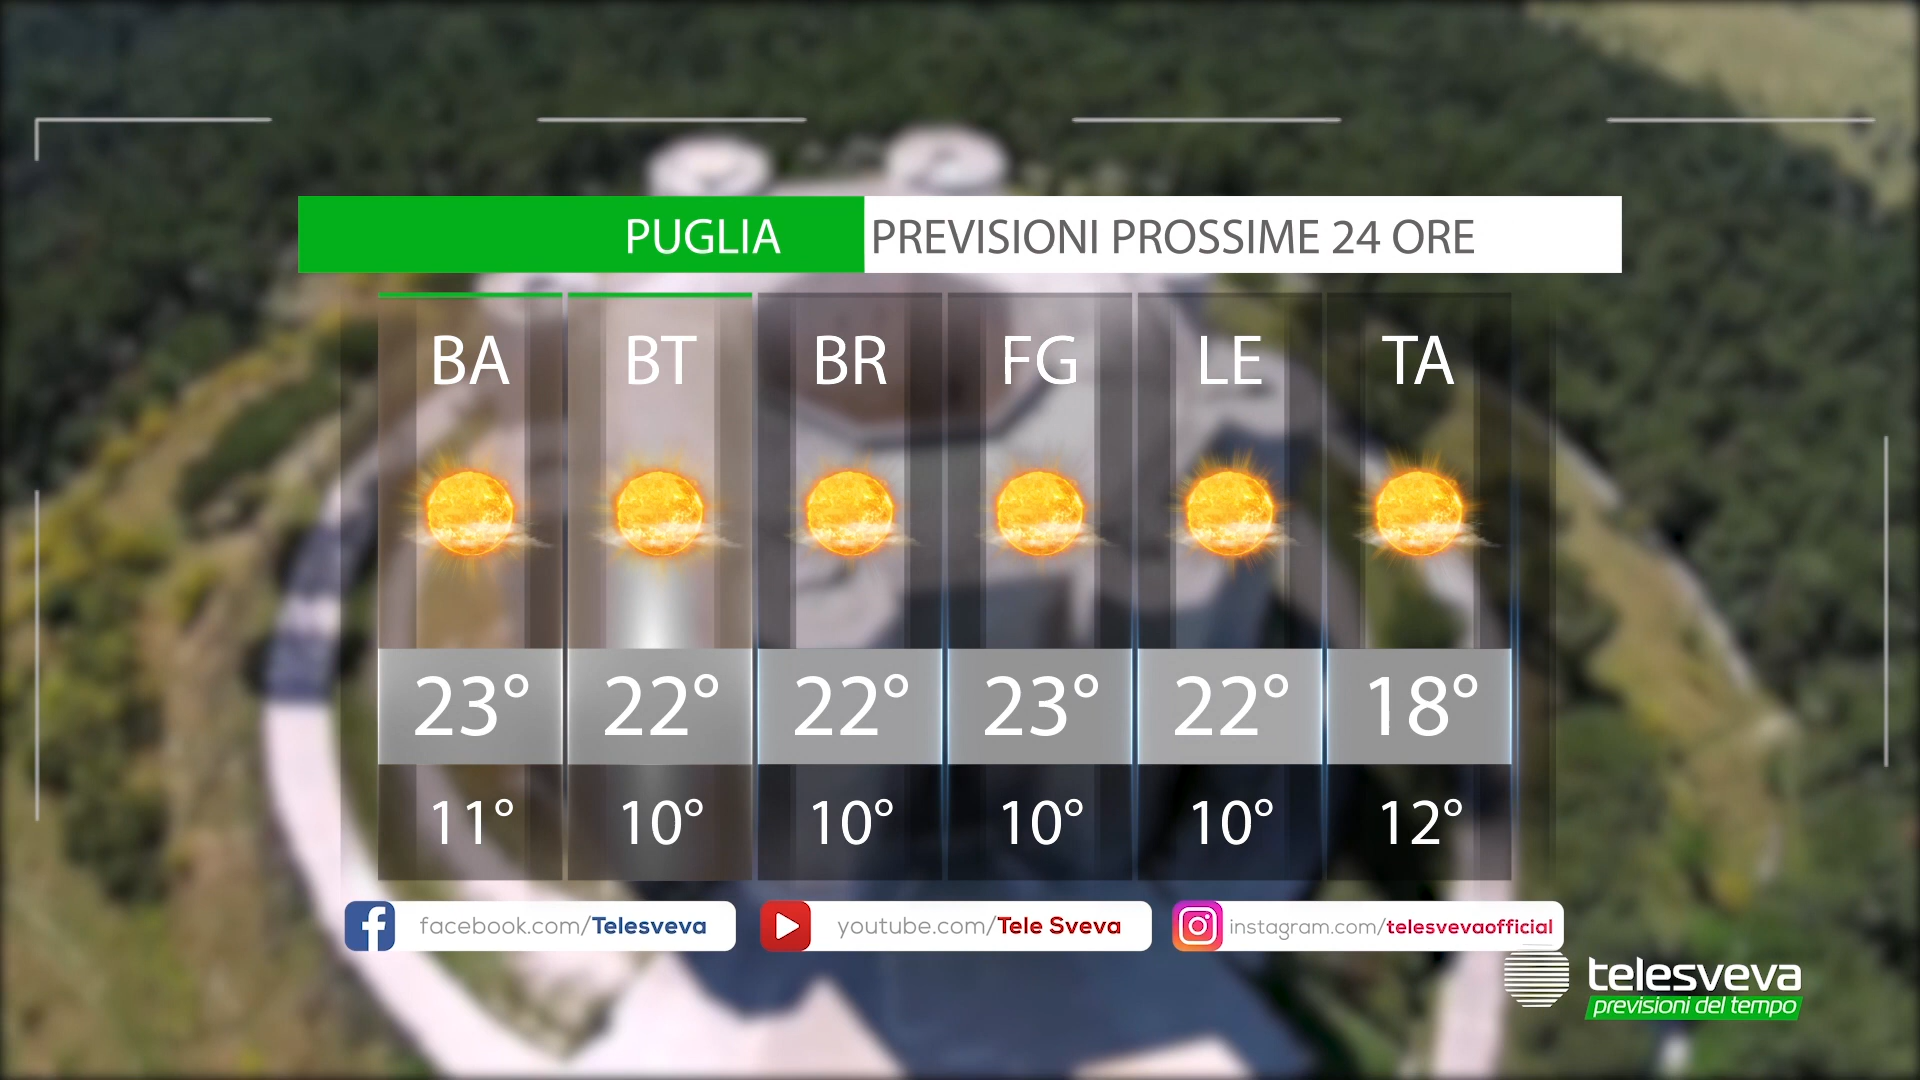 PUGLIA PREVISIONI PROSSIME 24 ORE
BA BT BR FG LE TA
23° 22° 22° 23° 22° 18°
11° 10° 10° 10° 10° 12°
facebook.com/Telesveva youtube.com/Tele Sveva instagram.com/telesvevaofficial
telesveva
previsioni del tempo